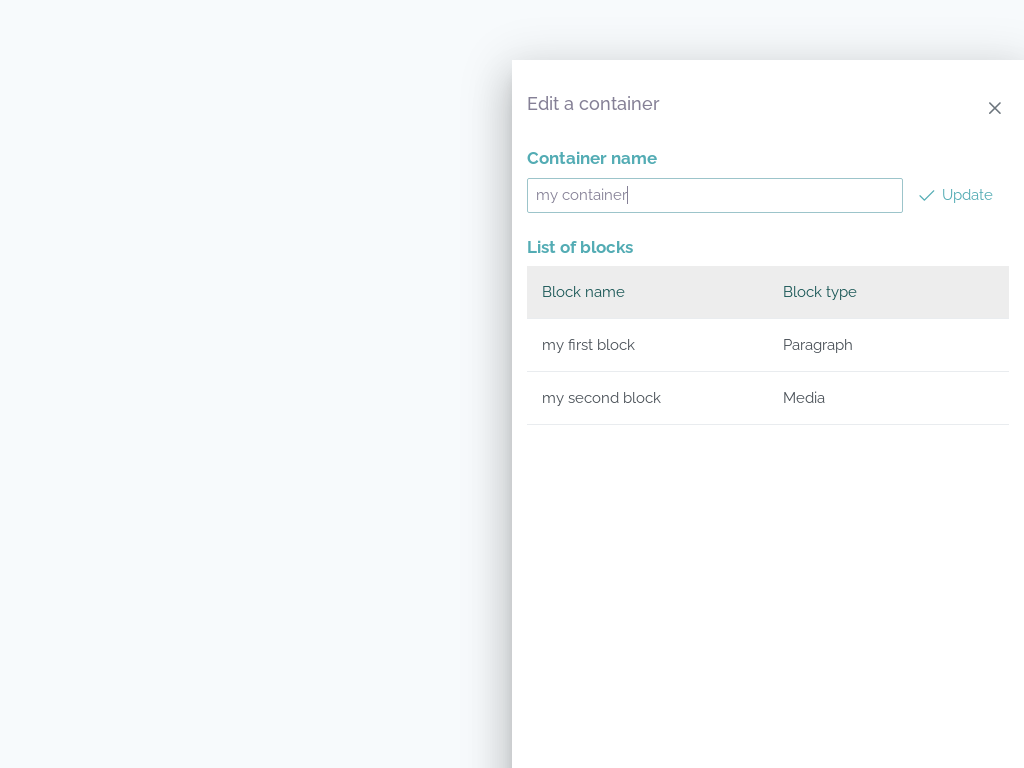 Edit a container
Container name
my container
Update
List of blocks
Block name Block type
my first block Paragraph
my second block Media